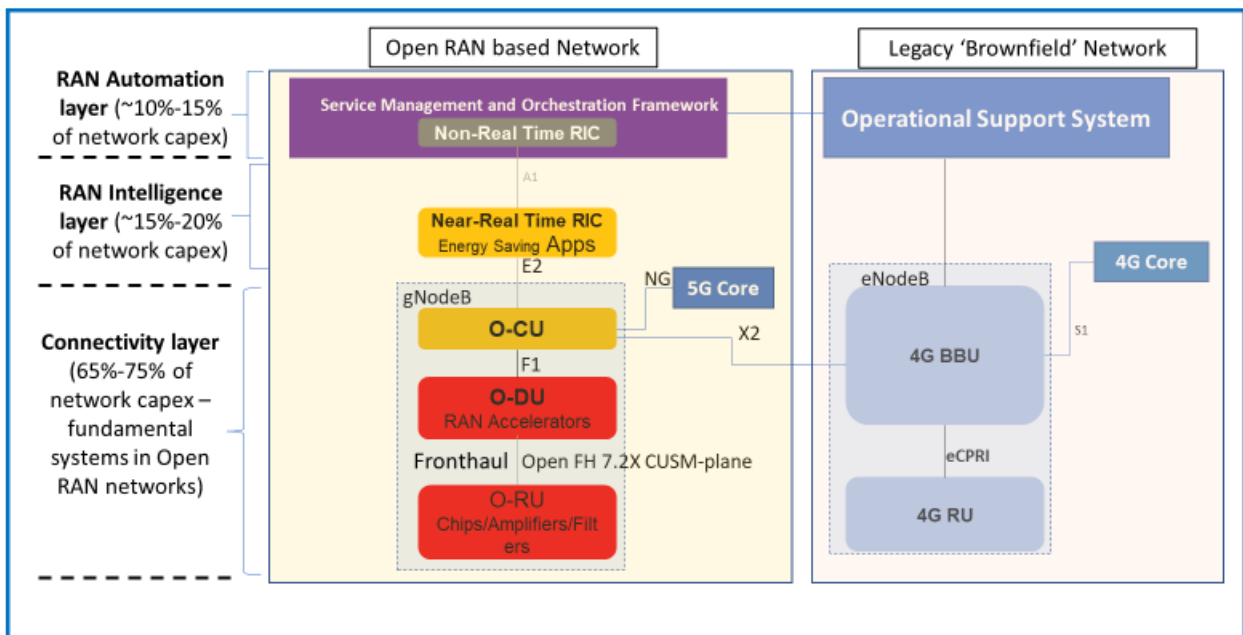 Open RAN based Network
Legacy ‘Brownfield’ Network
RAN Automation
layer (~10%-15%
of network capex)
Service Management and Orchestration Framework
Non-Real Time RIC
Operational Support System
A1
RAN Intelligence
layer (~15%-20%
of network capex)
Near-Real Time RIC
Energy Saving Apps
E2
gNodeB
NG
5G Core
eNodeB
4G Core
O-CU
X2
4G BBU
S1
F1
Connectivity layer
(65%-75% of
network capex –
fundamental
systems in Open
RAN networks)
O-DU
RAN Accelerators
Fronthaul
Open FH 7.2X CUSM-plane
eCPRI
O-RU
Chips/Amplifiers/Filt
ers
4G RU